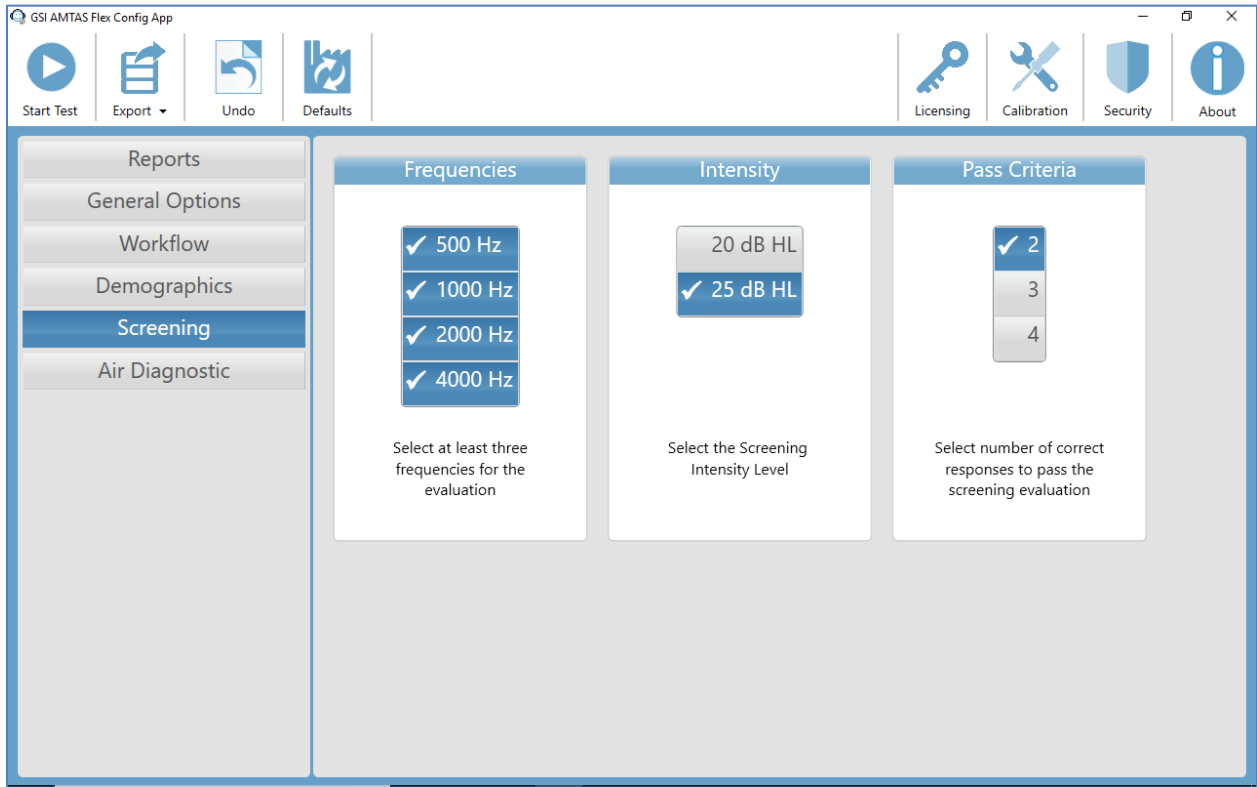 GSI AMTAS Flex Config App
Start Test
Export
Undo
Defaults
Licensing
Calibration
Security
About
Reports
General Options
Workflow
Demographics
Screening
Air Diagnostic
Frequencies
500 Hz
1000 Hz
2000 Hz
4000 Hz
Select at least three
frequencies for the
evaluation
Intensity
20 dB HL
25 dB HL
Select the Screening
Intensity Level
Pass Criteria
2
3
4
Select number of correct
responses to pass the
screening evaluation